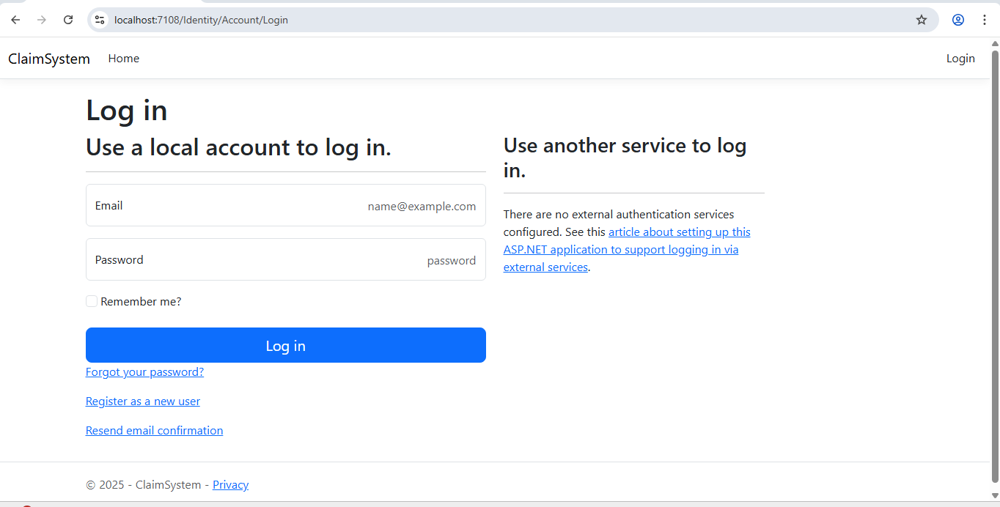 localhost:7108/Identity/Account/Login
ClaimSystem Home Login
Log in
Use a local account to log in.
Email name@example.com
Password password
Remember me?
Log in
Forgot your password?
Register as a new user
Resend email confirmation
Use another service to log
in.
There are no external authentication services
configured. See this article about setting up this
ASP.NET application to support logging in via
external services.
© 2025 - ClaimSystem - Privacy